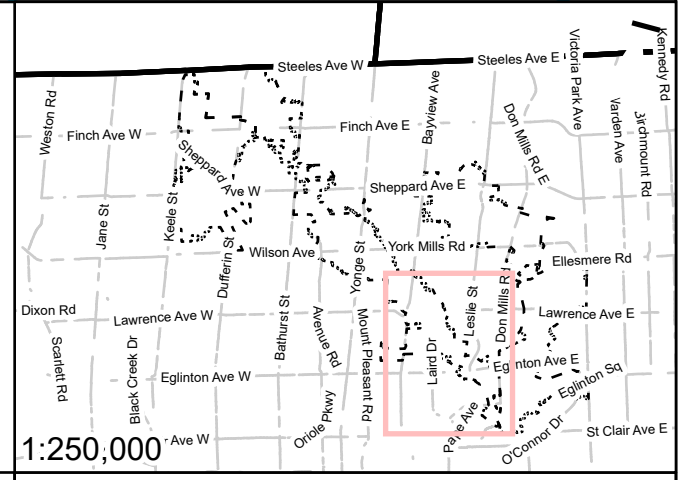 Steeles Ave W
Steeles Ave E
Victoria Park Ave
Kennedy Rd
Weston Rd
Finch Ave W
Finch Ave E
Bayview Ave
Don Mills Rd E
Varden Ave
Birchmount Rd
Sheppard Ave W
Sheppard Ave E
Jane St
Keele St
Dufferin St
Wilson Ave
Yonge St
York Mills Rd
Ellesmere Rd
Dixon Rd
Lawrence Ave W
Bathurst St
Avenue Rd
Mount Pleasant Rd
Leslie St
Don Mills Rd
Lawrence Ave E
Scarlett Rd
Black Creek Dr
Eglinton Ave W
Laird Dr
Eglinton Ave E
Eglinton Sq
Oriole Pkwy
Pape Ave
O'Connor Dr
St Clair Ave E
1:250,000
Ave W